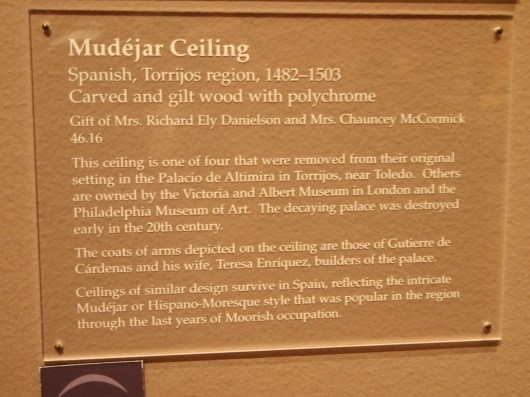 Mudéjar Ceiling
Spanish, Torrijos region, 1482–1503
Carved and gilt wood with polychrome
Gift of Mrs. Richard Ely Danielson and Mrs. Chauncey McCormick
46.16
This ceiling is one of four that were removed from their original
setting in the Palacio de Altimira in Torrijos, near Toledo. Others
are owned by the Victoria and Albert Museum in London and the
Philadelphia Museum of Art. The decaying palace was destroyed
early in the 20th century.
The coats of arms depicted on the ceiling are those of Gutierre de
Cárdenas and his wife, Teresa Enríquez, builders of the palace.
Ceilings of similar design survive in Spain, reflecting the intricate
Mudéjar or Hispano-Moresque style that was popular in the region
through the last years of Moorish occupation.